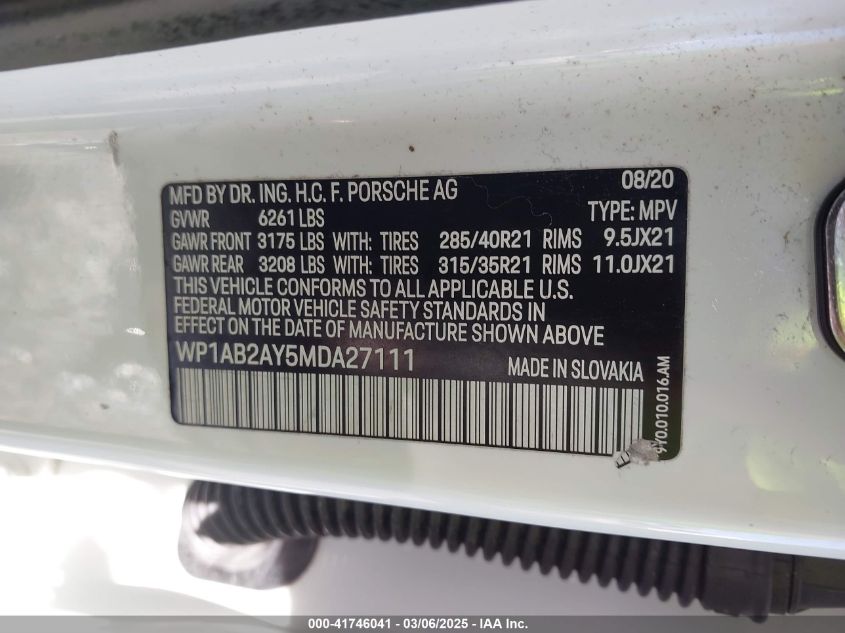 MFD BY DR. ING. H.C. F. PORSCHE AG 08/20
GVWR 6261 LBS TYPE: MPV
GAWR FRONT 3175 LBS WITH: TIRES 285/40R21 RIMS 9.5JX21
GAWR REAR 3208 LBS WITH: TIRES 315/35R21 RIMS 11.0JX21
THIS VEHICLE CONFORMS TO ALL APPLICABLE U.S.
FEDERAL MOTOR VEHICLE SAFETY STANDARDS IN
EFFECT ON THE DATE OF MANUFACTURE SHOWN ABOVE
WP1AB2AY5MDA27111 MADE IN SLOVAKIA
9Y0.010.016.AM
000-41746041 - 03/06/2025 - IAA Inc.